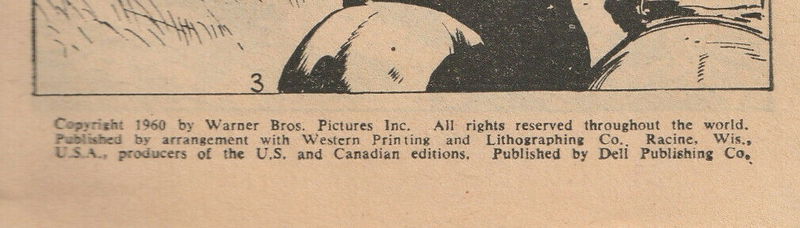 3
Copyright 1960 by Warner Bros. Pictures Inc. All rights reserved throughout the world.
Published by arrangement with Western Printing and Lithographing Co., Racine, Wis.,
U.S.A., producers of the U.S. and Canadian editions. Published by Dell Publishing Co.